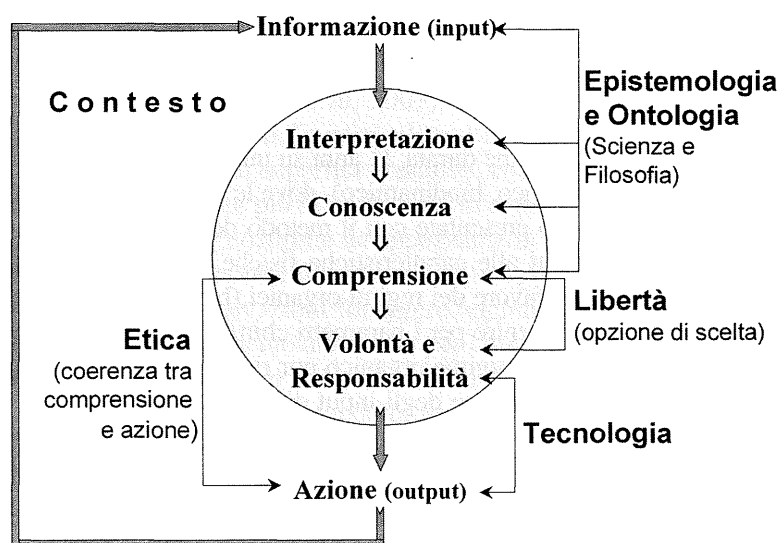 Informazione (input)
Contesto
Epistemologia
e Ontologia
(Scienza e
Filosofia)
Interpretazione
Conoscenza
Comprensione
Libertà
(opzione di scelta)
Etica
(coerenza tra
comprensione
e azione)
Volontà e
Responsabilità
Tecnologia
Azione (output)